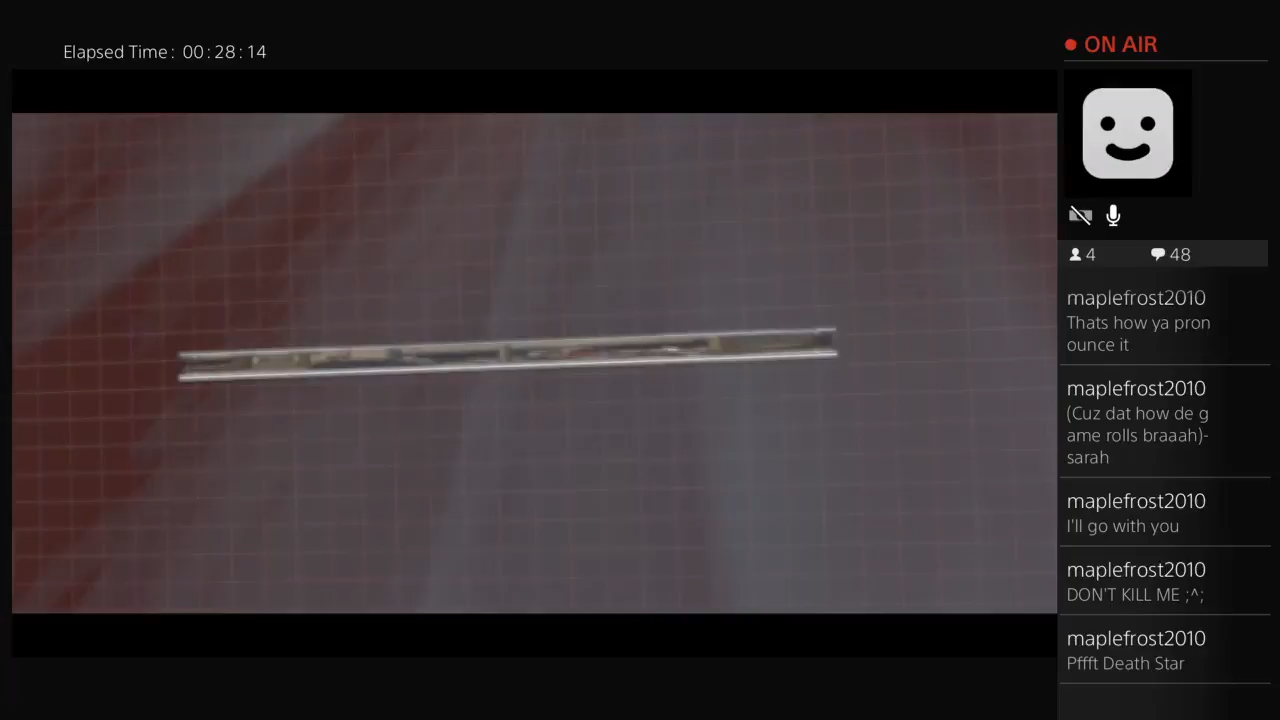 Elapsed Time: 00:28:14
ON AIR
4 48
maplefrost2010
Thats how ya pron
ounce it
maplefrost2010
(Cuz dat how de g
ame rolls braaah)-
sarah
maplefrost2010
I'll go with you
maplefrost2010
DON'T KILL ME ;^;
maplefrost2010
Pffft Death Star